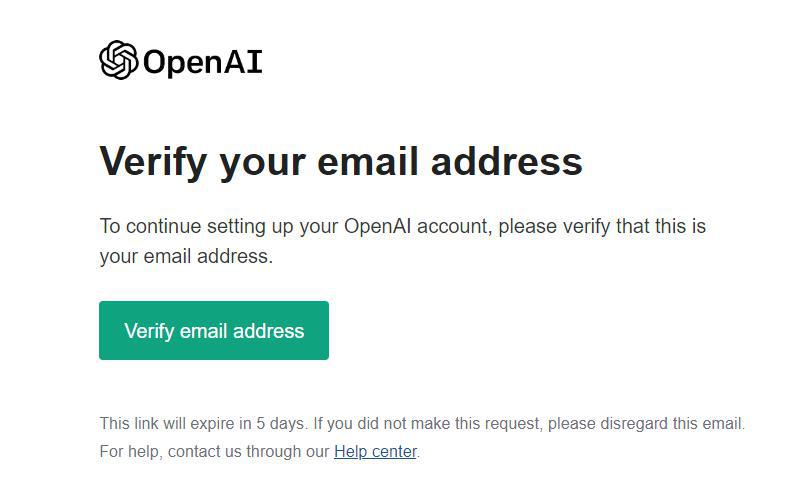 OpenAI
Verify your email address
To continue setting up your OpenAI account, please verify that this is
your email address.
Verify email address
This link will expire in 5 days. If you did not make this request, please disregard this email.
For help, contact us through our Help center.